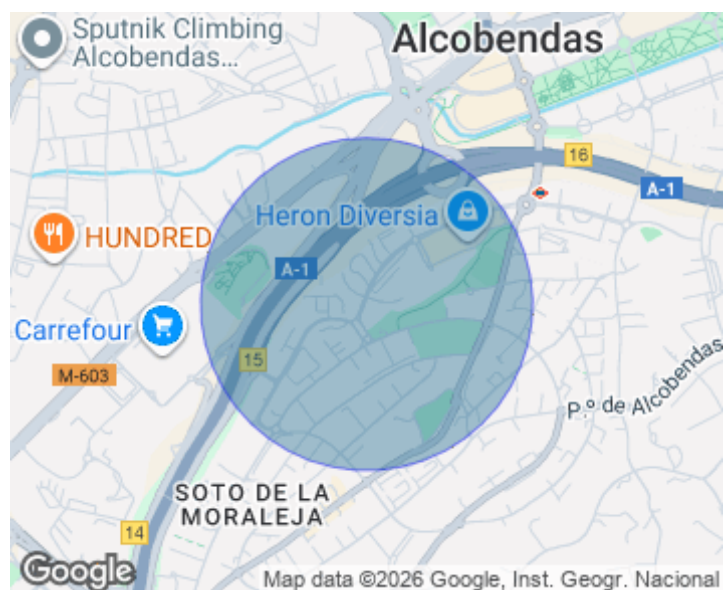 Sputnik Climbing
Alcobendas...
Alcobendas
16
A-1
Heron Diversia
HUNDRED
A-1
Carrefour
15
M-603
P.º de Alcobendas
SOTO DE LA
MORALEJA
14
Google
Map data ©2026 Google, Inst. Geogr. Nacional